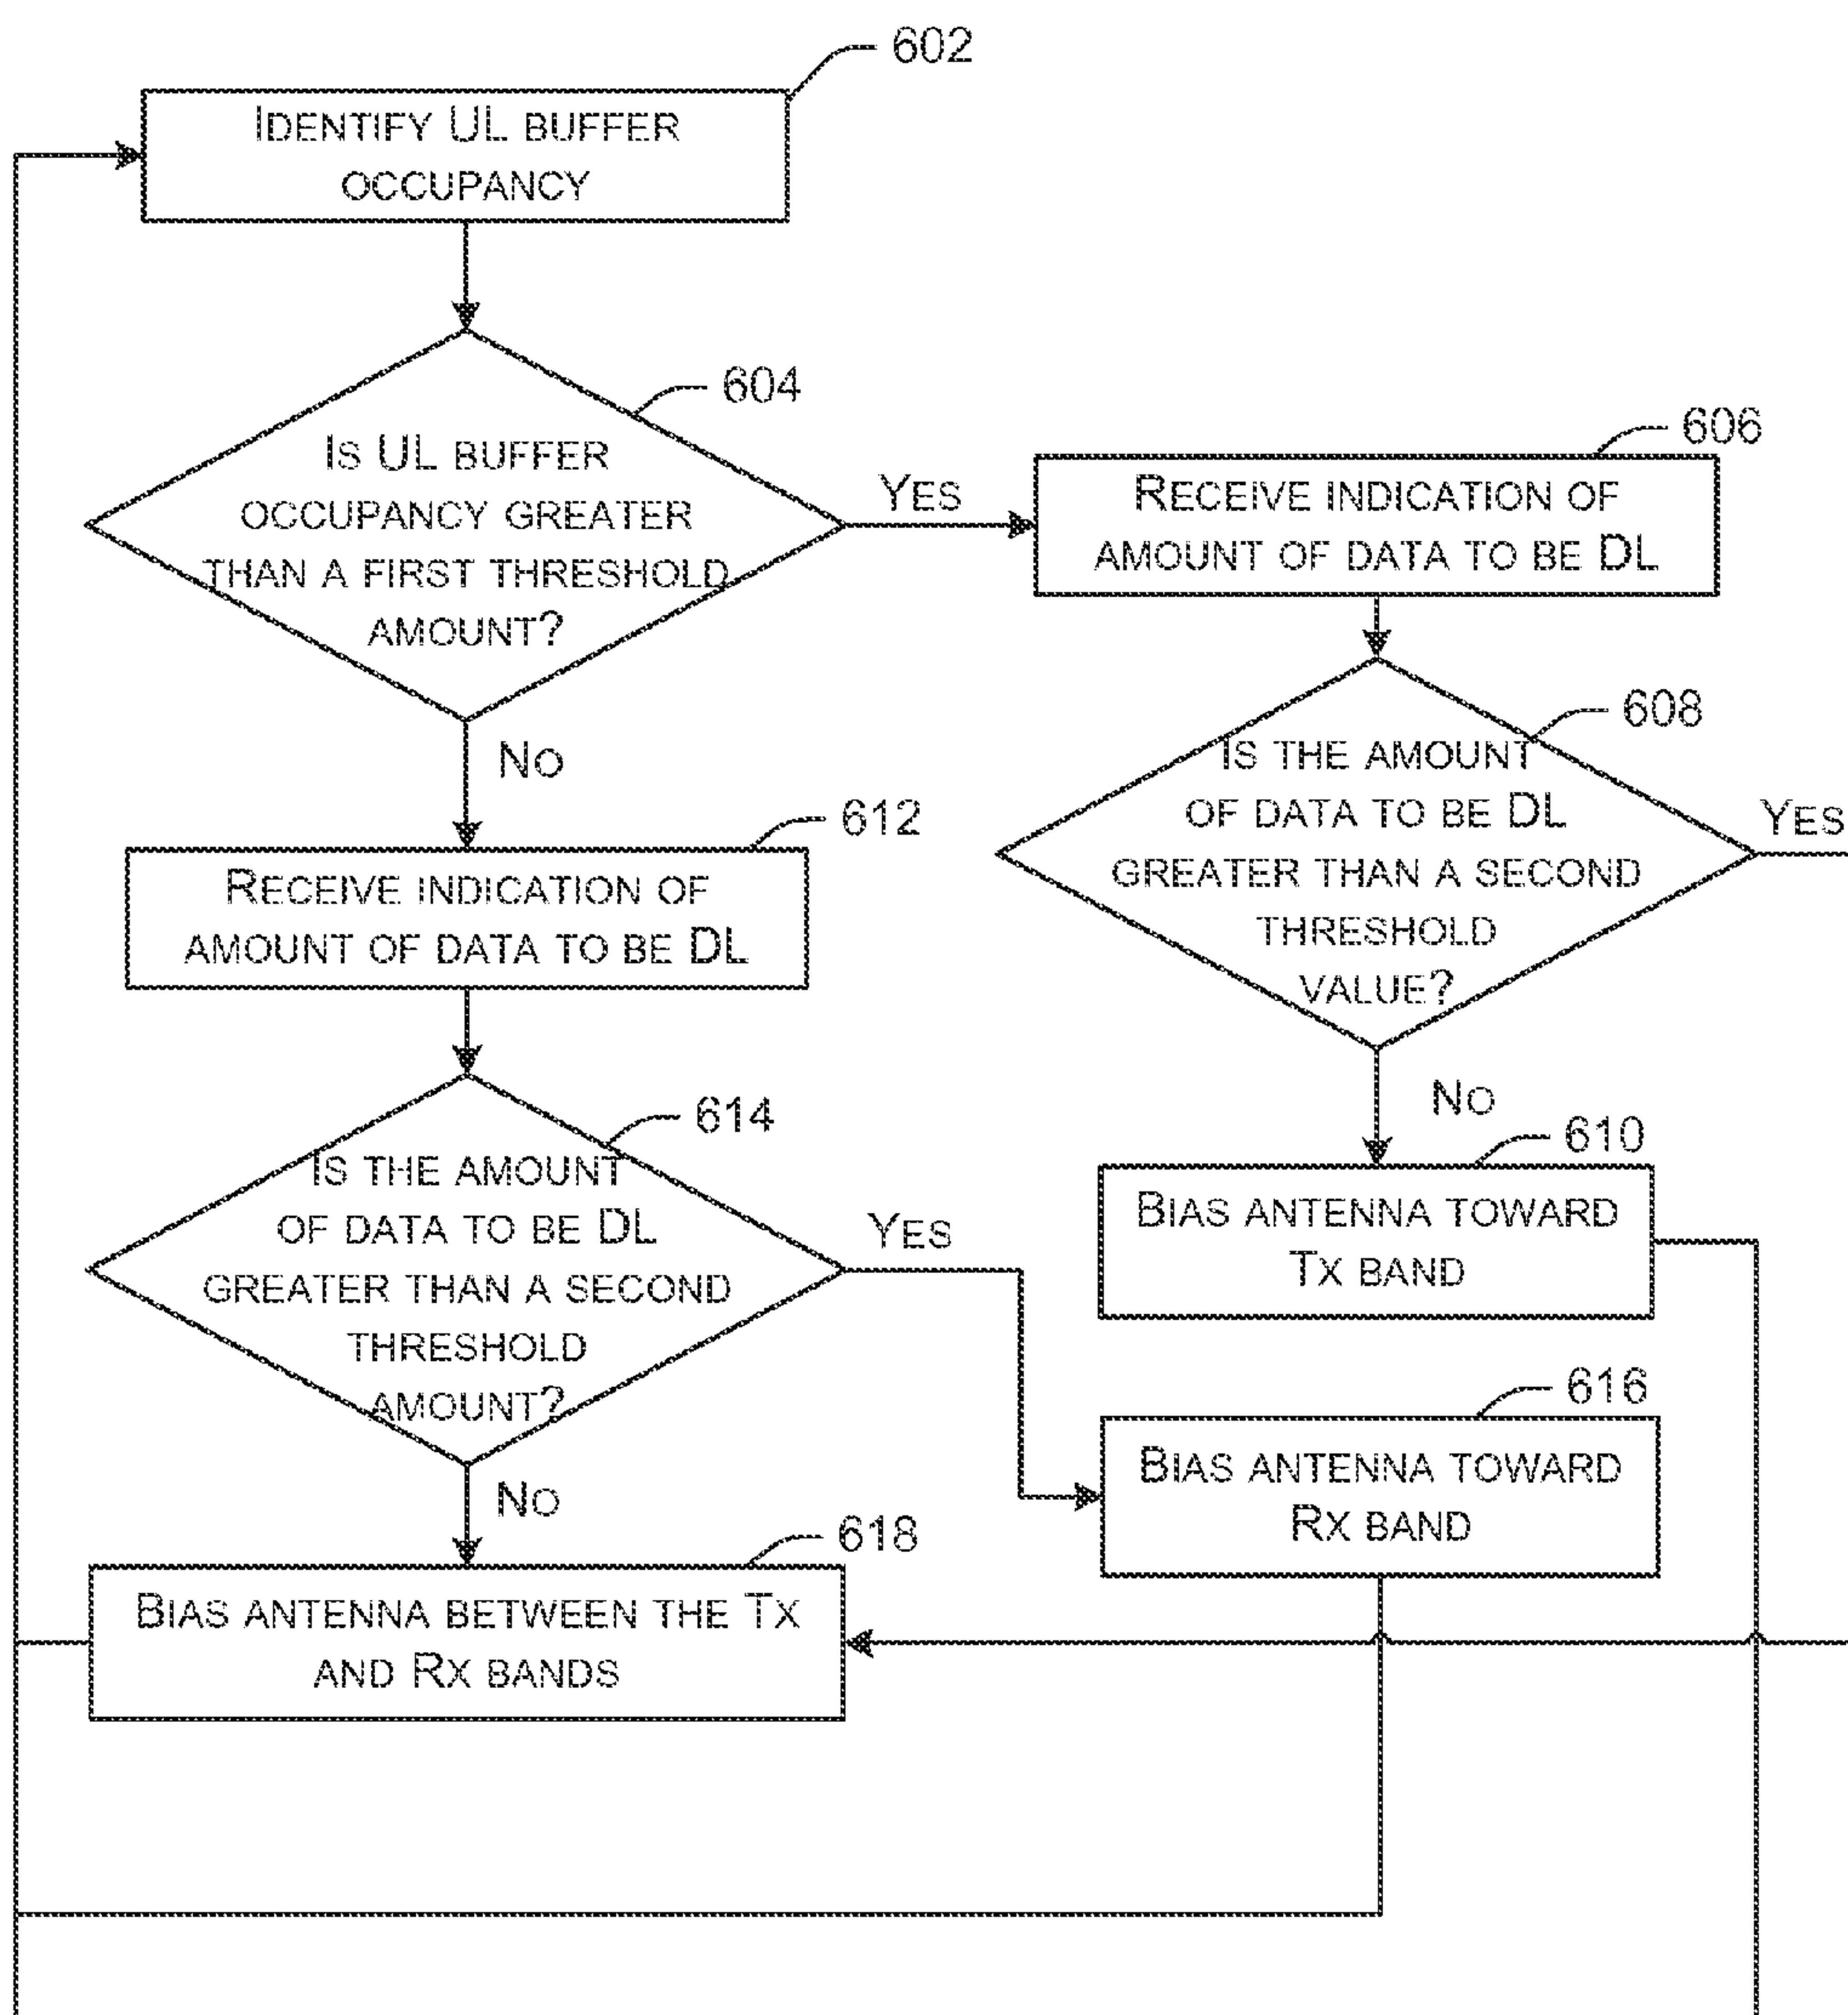 602
IDENTIFY UL BUFFER
OCCUPANCY
604
IS UL BUFFER
OCCUPANCY GREATER
THAN A FIRST THRESHOLD
AMOUNT?
YES
606
RECEIVE INDICATION OF
AMOUNT OF DATA TO BE DL
608
IS THE AMOUNT
OF DATA TO BE DL
GREATER THAN A SECOND
THRESHOLD
VALUE?
YES
NO
610
BIAS ANTENNA TOWARD
TX BAND
NO
612
RECEIVE INDICATION OF
AMOUNT OF DATA TO BE DL
614
IS THE AMOUNT
OF DATA TO BE DL
GREATER THAN A SECOND
THRESHOLD
AMOUNT?
YES
616
BIAS ANTENNA TOWARD
RX BAND
NO
618
BIAS ANTENNA BETWEEN THE TX
AND RX BANDS